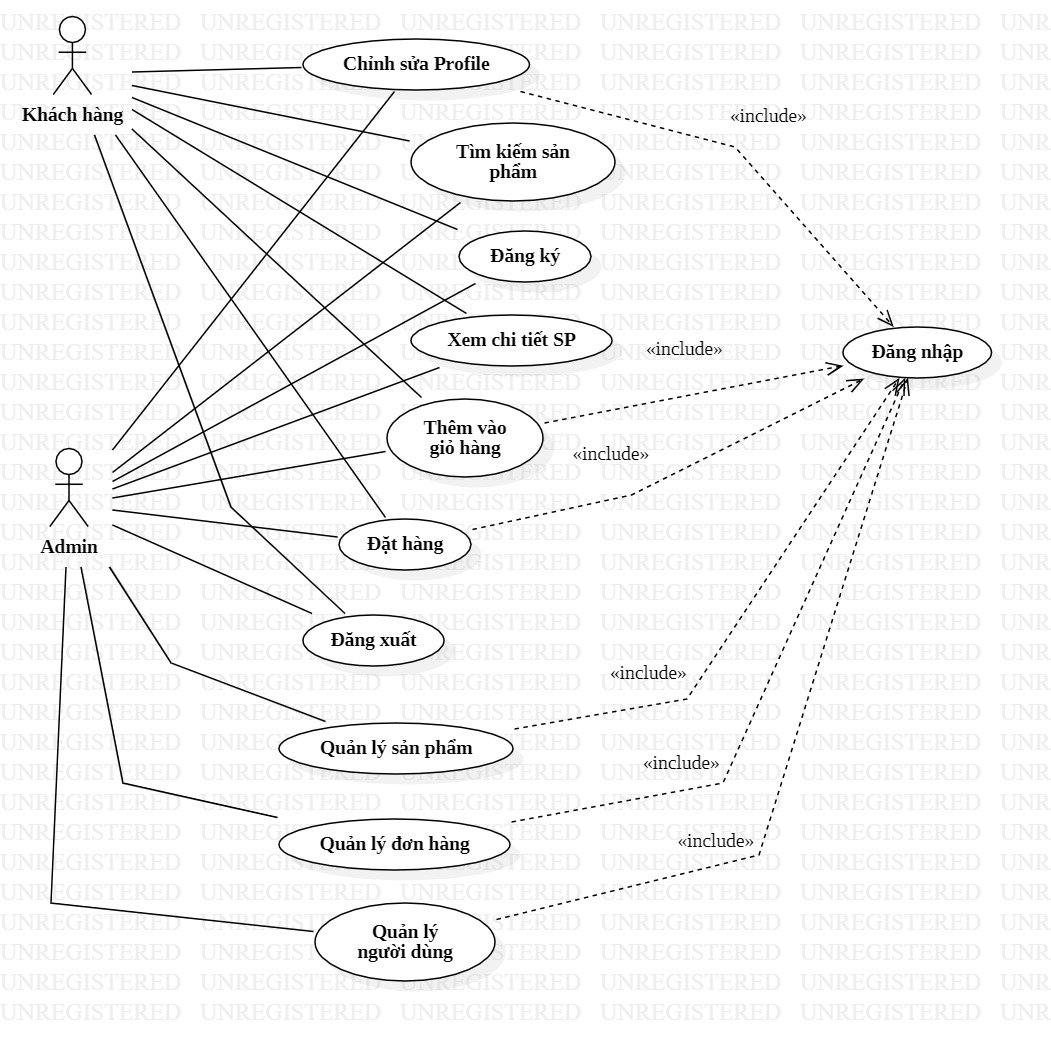 Khách hàng
Chỉnh sửa Profile
«include»
Tìm kiếm sản
phẩm
Đăng ký
Xem chi tiết SP
«include»
Đăng nhập
Thêm vào
giỏ hàng
«include»
Admin
Đặt hàng
Đăng xuất
«include»
Quản lý sản phẩm
«include»
Quản lý đơn hàng
«include»
Quản lý
người dùng
UNREGISTERED